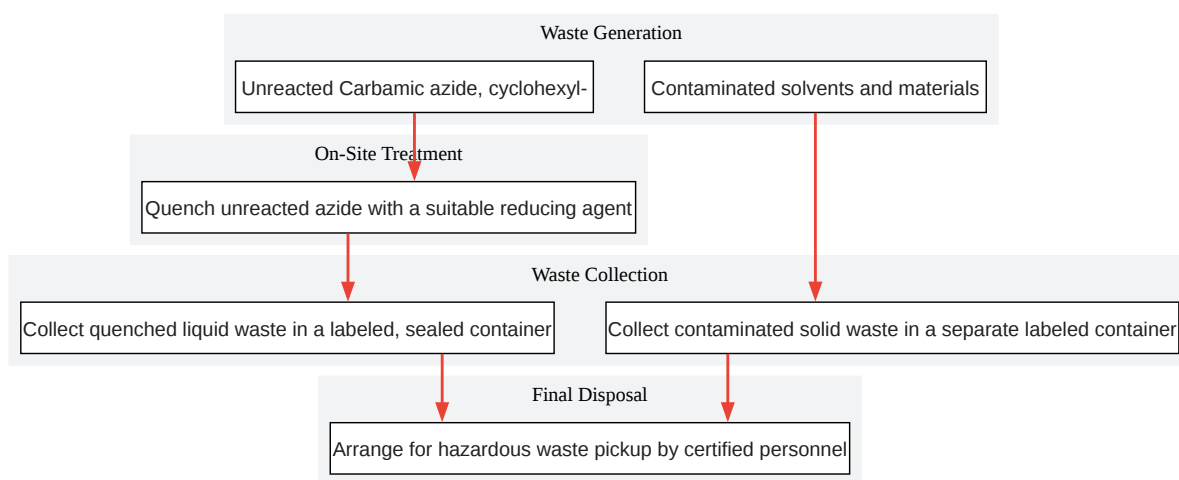 Waste Generation
Unreacted Carbamic azide, cyclohexyl-
Contaminated solvents and materials
On-Site Treatment
Quench unreacted azide with a suitable reducing agent
Waste Collection
Collect quenched liquid waste in a labeled, sealed container
Collect contaminated solid waste in a separate labeled container
Final Disposal
Arrange for hazardous waste pickup by certified personnel